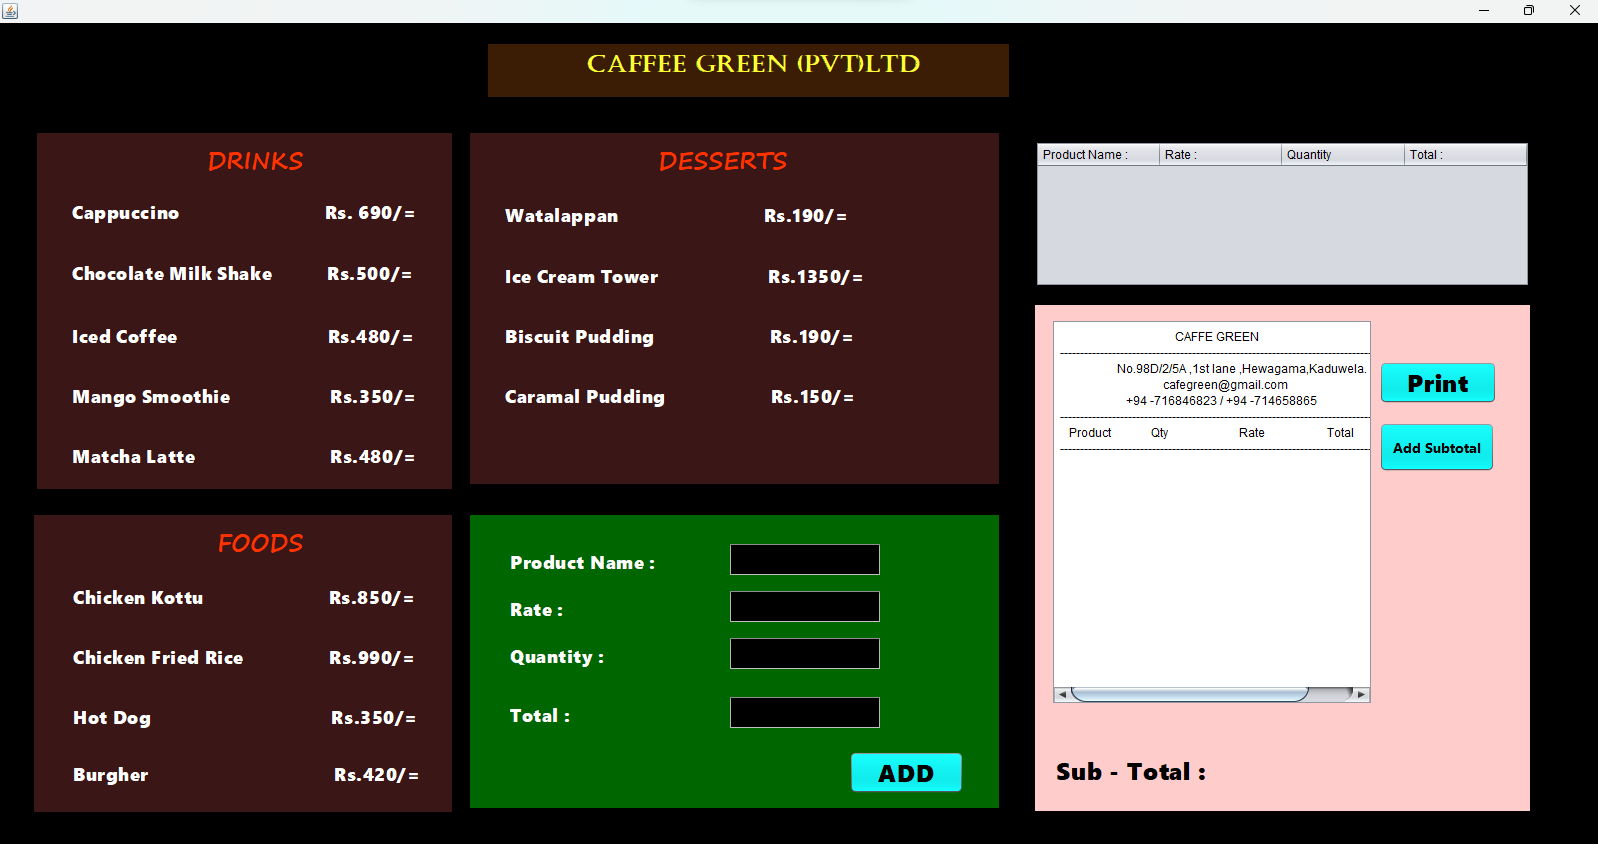 CAFFEE GREEN (PVT)LTD
DRINKS
Cappuccino Rs. 690/=
Chocolate Milk Shake Rs.500/=
Iced Coffee Rs.480/=
Mango Smoothie Rs.350/=
Matcha Latte Rs.480/=
DESSERTS
Watalappan Rs.190/=
Ice Cream Tower Rs.1350/=
Biscuit Pudding Rs.190/=
Caramal Pudding Rs.150/=
FOODS
Chicken Kottu Rs.850/=
Chicken Fried Rice Rs.990/=
Hot Dog Rs.350/=
Burgher Rs.420/=
Product Name :
Rate :
Quantity :
Total :
ADD
Product Name : Rate : Quantity Total :
CAFFE GREEN
No.98D/2/5A ,1st lane ,Hewagama,Kaduwela.
cafegreen@gmail.com
+94 -716846823 / +94 -714658865
Product Qty Rate Total
Print
Add Subtotal
Sub - Total :